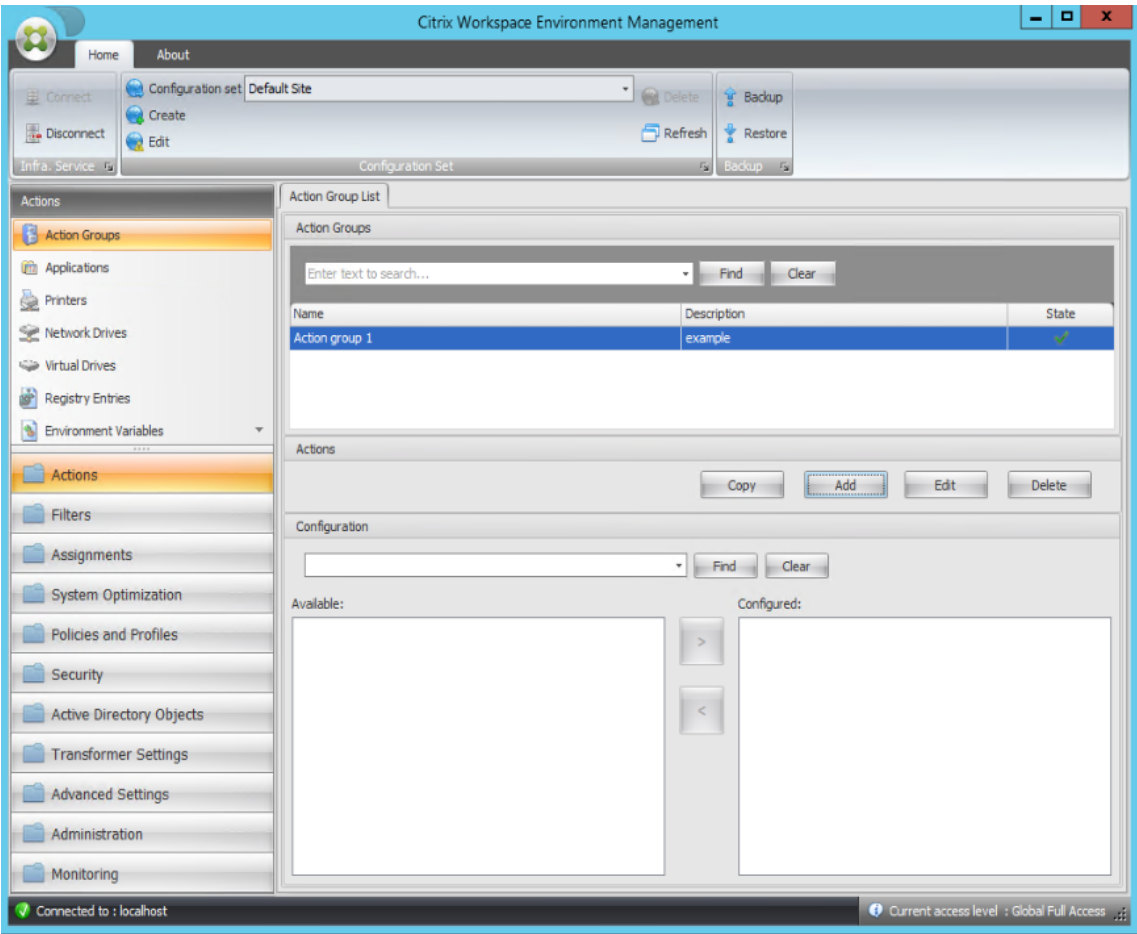 Citrix Workspace Environment Management
Home About
Connect
Disconnect
Infra. Service
Configuration set Default Site
Create
Edit
Delete
Refresh
Configuration Set
Backup
Restore
Backup
Actions
Action Groups
Applications
Printers
Network Drives
Virtual Drives
Registry Entries
Environment Variables
Actions
Filters
Assignments
System Optimization
Policies and Profiles
Security
Active Directory Objects
Transformer Settings
Advanced Settings
Administration
Monitoring
Action Group List
Action Groups
Enter text to search... Find Clear
Name Description State
Action group 1 example
Actions
Copy Add Edit Delete
Configuration
Find Clear
Available: Configured:
> 
<
Connected to : localhost
Current access level : Global Full Access